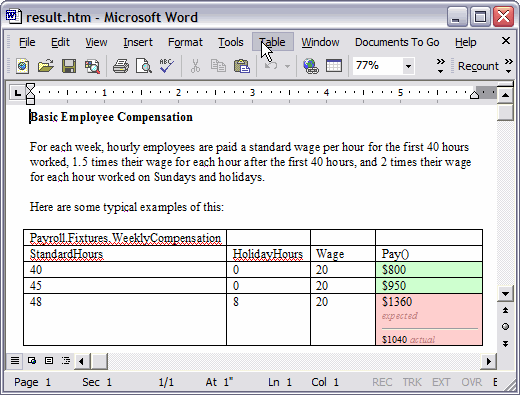 result.htm - Microsoft Word
File Edit View Insert Format Tools Table Window Documents To Go Help
77% Recount
Basic Employee Compensation
For each week, hourly employees are paid a standard wage per hour for the first 40 hours
worked, 1.5 times their wage for each hour after the first 40 hours, and 2 times their wage
for each hour worked on Sundays and holidays.
Here are some typical examples of this:
Payroll.Fixtures.WeeklyCompensation
StandardHours HolidayHours Wage Pay()
40 0 20 $800
45 0 20 $950
48 8 20 $1360
expected
$1040 actual
Page 1 Sec 1 1/1 At 1" Ln 1 Col 1 REC TRK EXT OVR